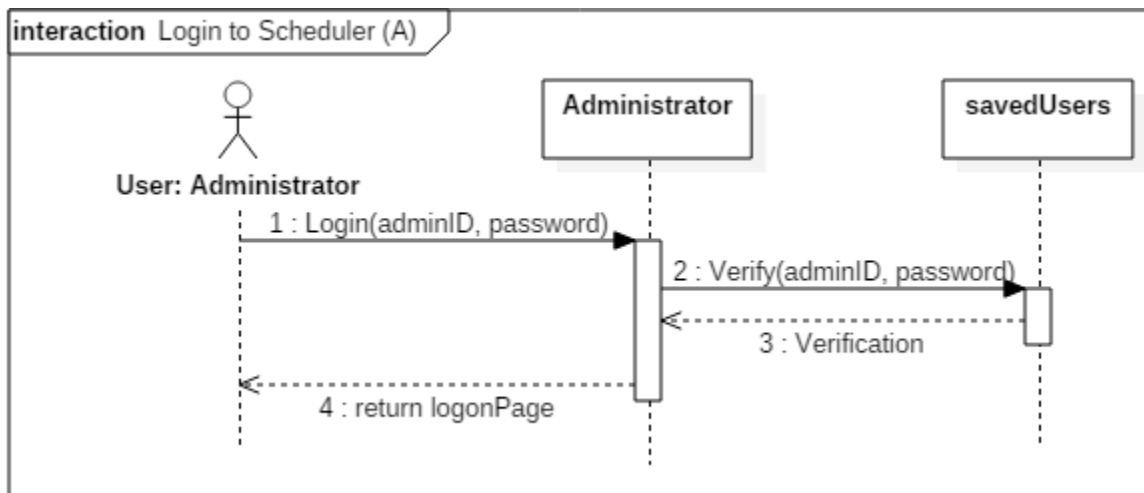 interaction Login to Scheduler (A)
Administrator
savedUsers
User: Administrator
1 : Login(adminID, password)
2 : Verify(adminID, password)
3 : Verification
4 : return logonPage